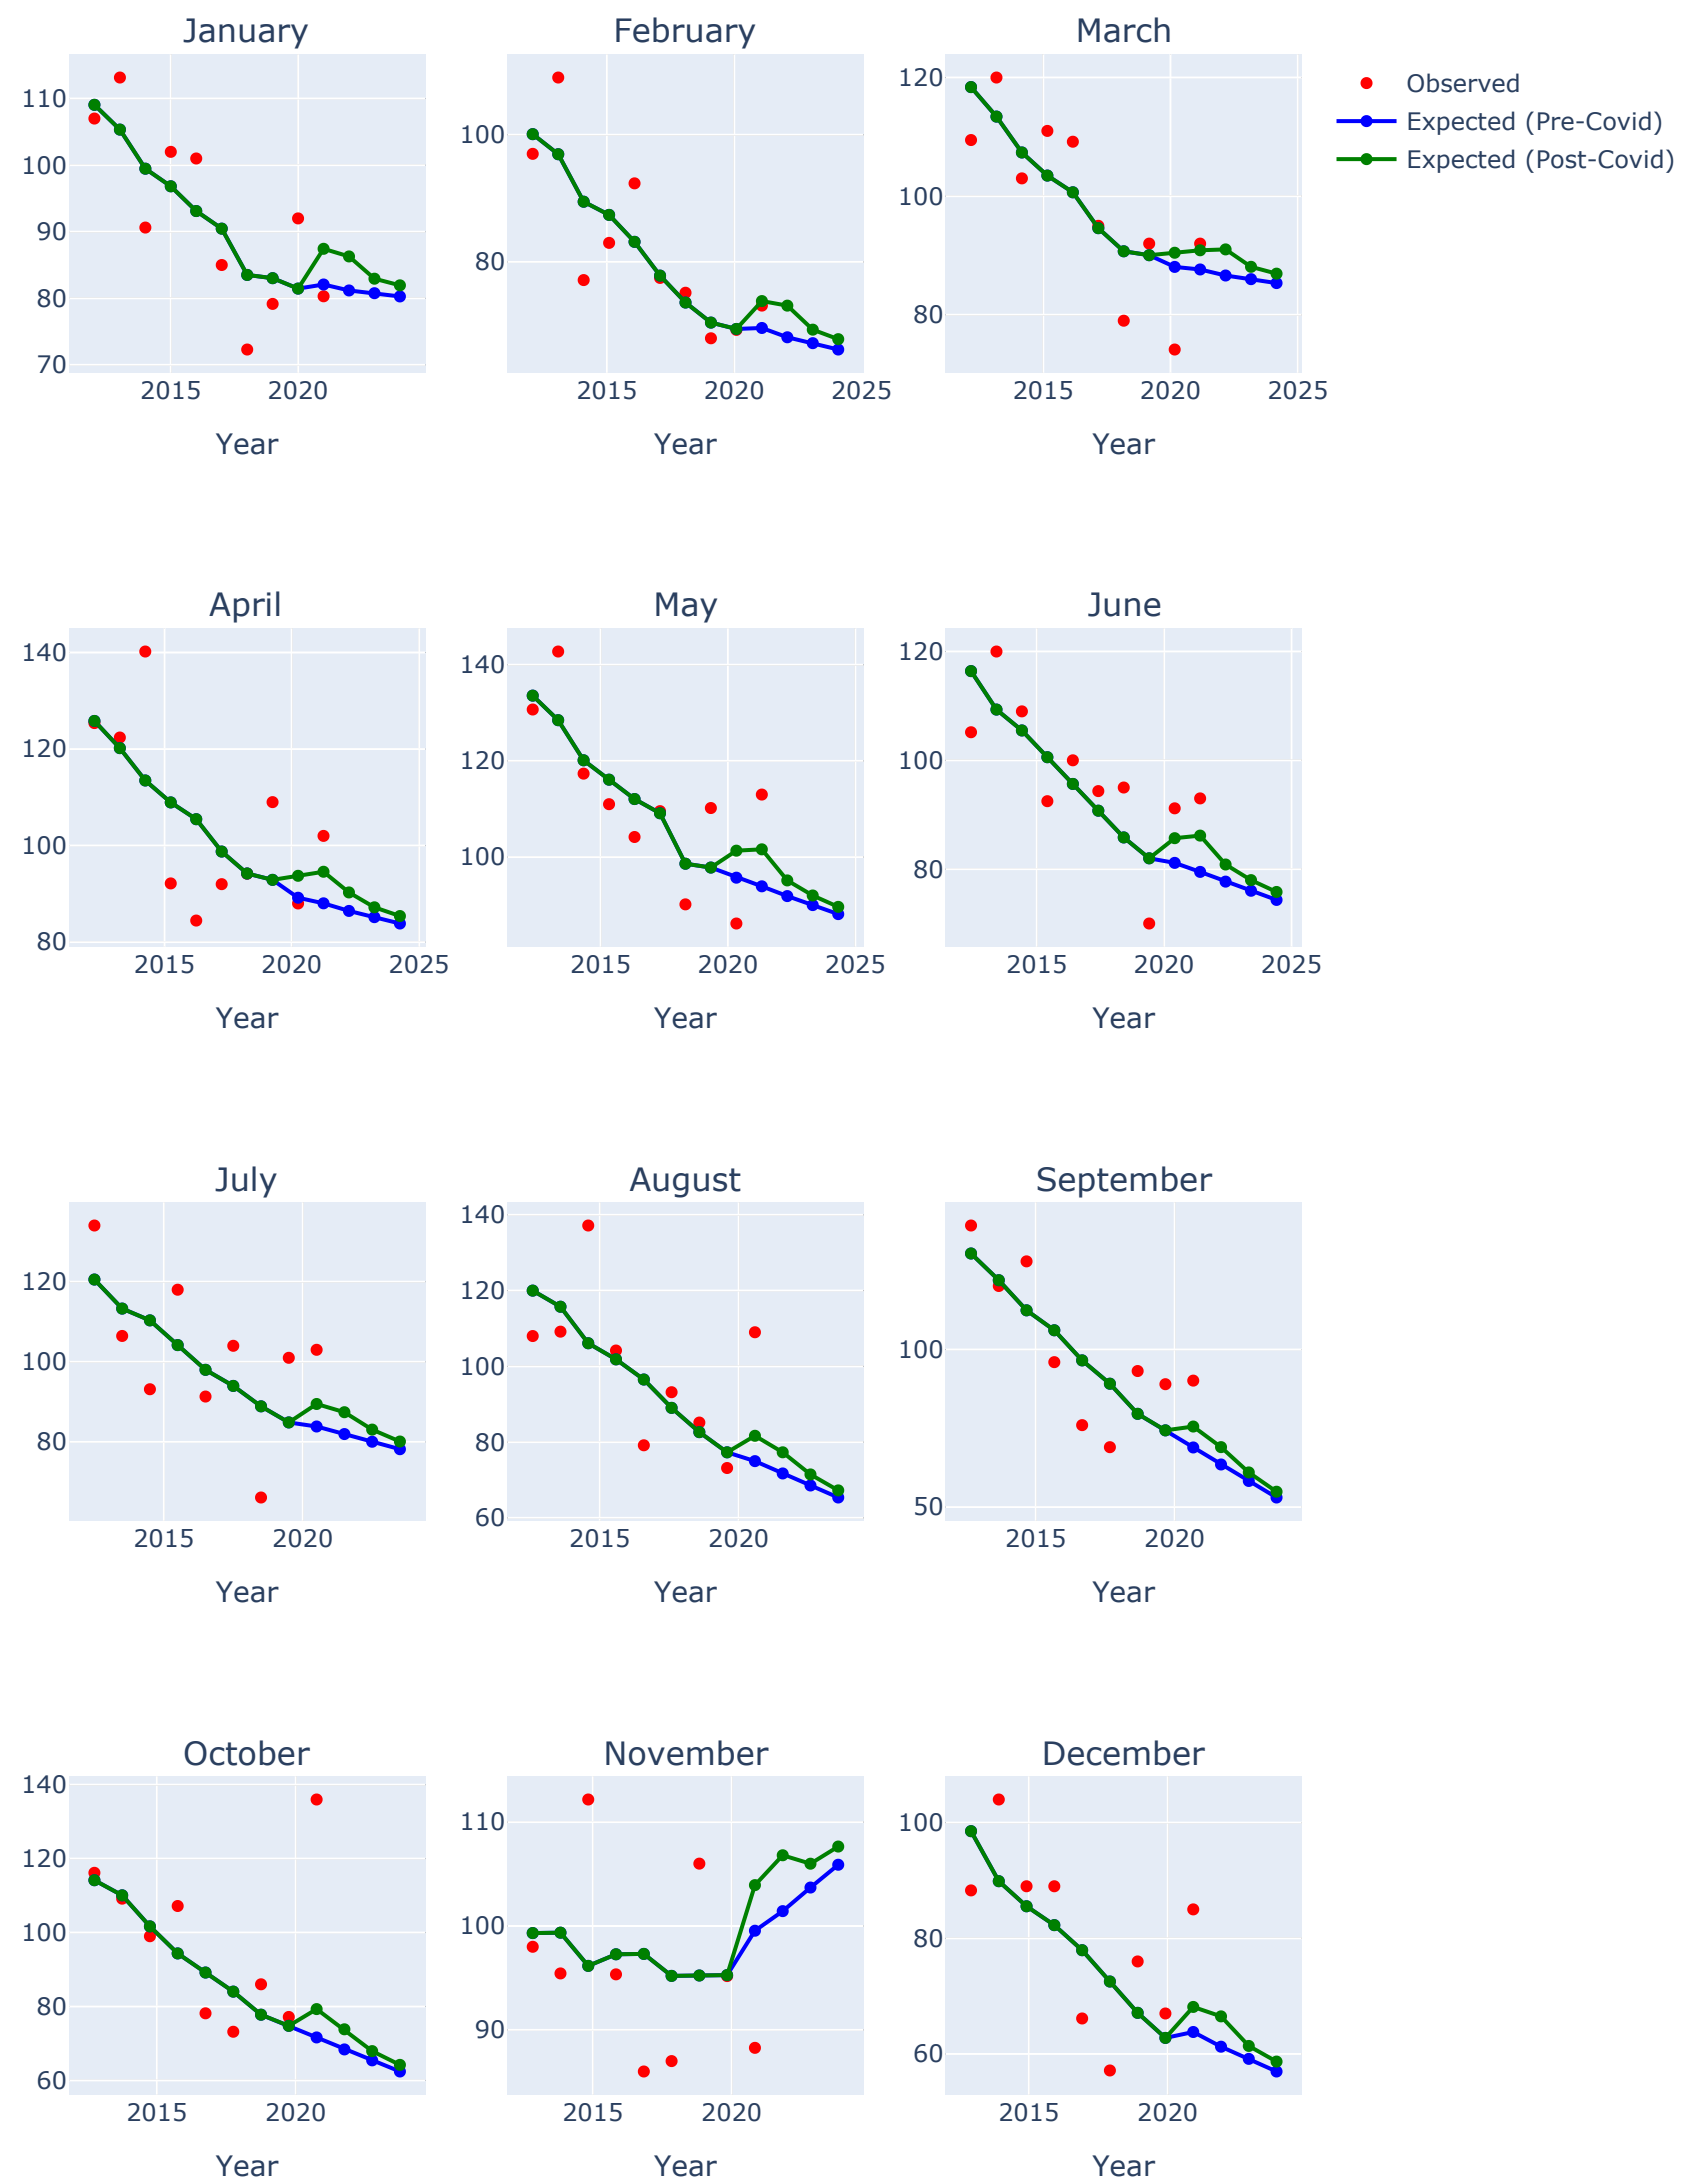 January
February
March
110
100
90
80
70
2015
2020
Year
100
80
2015
2020
2025
Year
120
100
80
2015
2020
2025
Year
Observed
Expected (Pre-Covid)
Expected (Post-Covid)
April
May
June
140
120
100
80
2015
2020
2025
Year
140
120
100
2015
2020
2025
Year
120
100
80
2015
2020
2025
Year
July
August
September
120
100
80
2015
2020
Year
140
120
100
80
60
2015
2020
Year
100
50
2015
2020
Year
October
November
December
140
120
100
80
60
2015
2020
Year
110
100
90
2015
2020
Year
100
80
60
2015
2020
Year